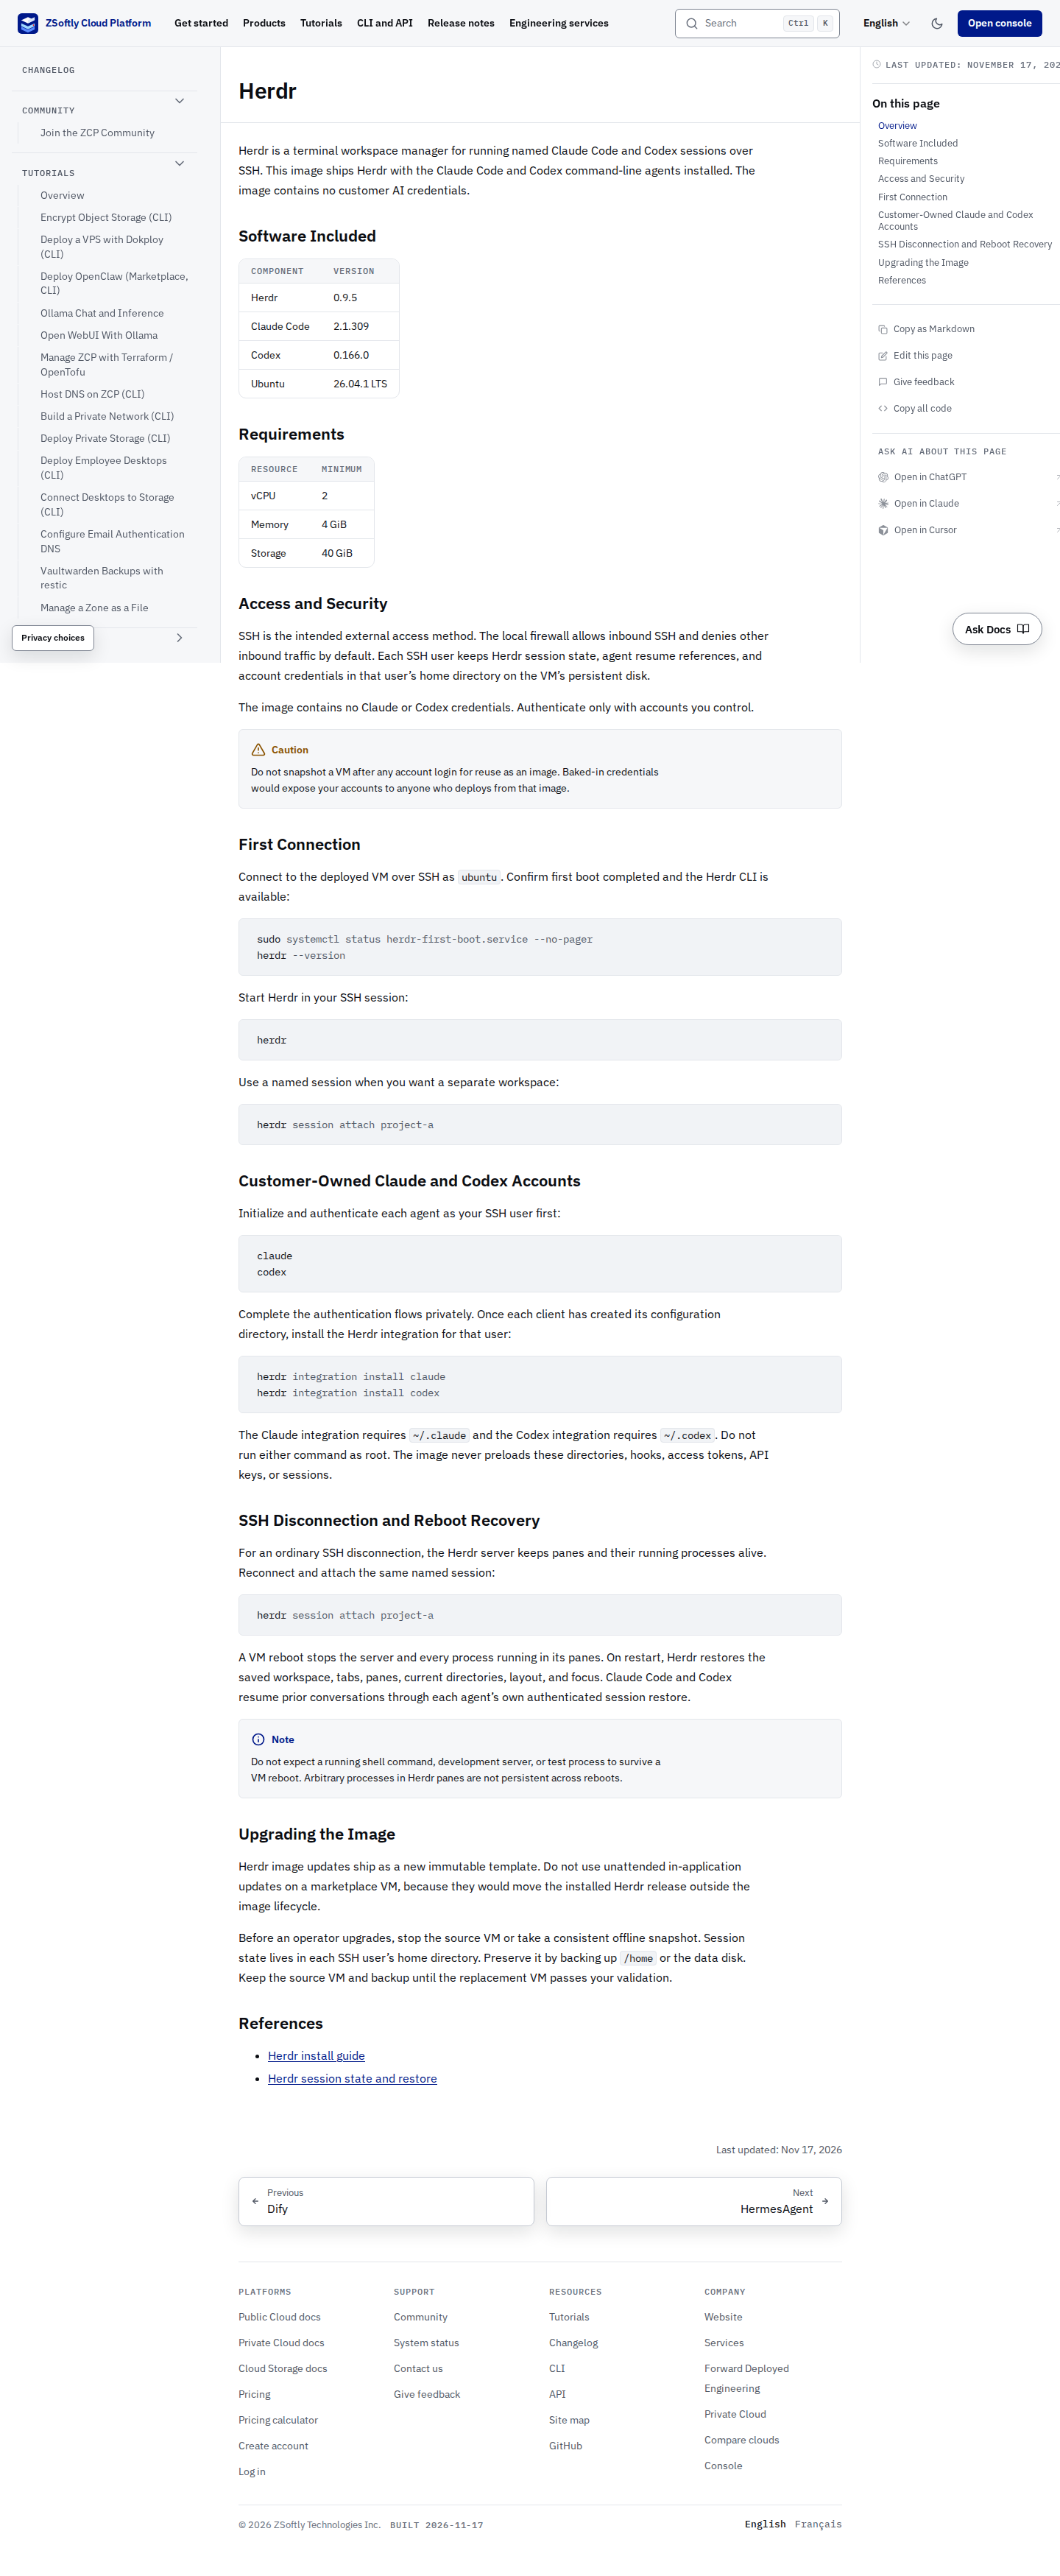 ZSoftly Cloud Platform
Get started
Products
Tutorials
CLI and API
Release notes
Engineering services
Search
Ctrl
K
English
Open console
CHANGELOG
COMMUNITY
Join the ZCP Community
TUTORIALS
Overview
Encrypt Object Storage (CLI)
Deploy a VPS with Dokploy
(CLI)
Deploy OpenClaw (Marketplace,
CLI)
Ollama Chat and Inference
Open WebUI With Ollama
Manage ZCP with Terraform /
OpenTofu
Host DNS on ZCP (CLI)
Build a Private Network (CLI)
Deploy Private Storage (CLI)
Deploy Employee Desktops
(CLI)
Connect Desktops to Storage
(CLI)
Configure Email Authentication
DNS
Vaultwarden Backups with
restic
Manage a Zone as a File
Privacy choices
Herdr
Herdr is a terminal workspace manager for running named Claude Code and Codex sessions over
SSH. This image ships Herdr with the Claude Code and Codex command-line agents installed. The
image contains no customer AI credentials.
Software Included
COMPONENT VERSION
Herdr 0.9.5
Claude Code 2.1.309
Codex 0.166.0
Ubuntu 26.04.1 LTS
Requirements
RESOURCE MINIMUM
vCPU 2
Memory 4 GiB
Storage 40 GiB
Access and Security
SSH is the intended external access method. The local firewall allows inbound SSH and denies other
inbound traffic by default. Each SSH user keeps Herdr session state, agent resume references, and
account credentials in that user’s home directory on the VM’s persistent disk.
The image contains no Claude or Codex credentials. Authenticate only with accounts you control.
Caution
Do not snapshot a VM after any account login for reuse as an image. Baked-in credentials
would expose your accounts to anyone who deploys from that image.
First Connection
Connect to the deployed VM over SSH as ubuntu. Confirm first boot completed and the Herdr CLI is
available:
sudo systemctl status herdr-first-boot.service --no-pager
herdr --version
Start Herdr in your SSH session:
herdr
Use a named session when you want a separate workspace:
herdr session attach project-a
Customer-Owned Claude and Codex Accounts
Initialize and authenticate each agent as your SSH user first:
claude
codex
Complete the authentication flows privately. Once each client has created its configuration
directory, install the Herdr integration for that user:
herdr integration install claude
herdr integration install codex
The Claude integration requires ~/.claude and the Codex integration requires ~/.codex. Do not
run either command as root. The image never preloads these directories, hooks, access tokens, API
keys, or sessions.
SSH Disconnection and Reboot Recovery
For an ordinary SSH disconnection, the Herdr server keeps panes and their running processes alive.
Reconnect and attach the same named session:
herdr session attach project-a
A VM reboot stops the server and every process running in its panes. On restart, Herdr restores the
saved workspace, tabs, panes, current directories, layout, and focus. Claude Code and Codex
resume prior conversations through each agent’s own authenticated session restore.
Note
Do not expect a running shell command, development server, or test process to survive a
VM reboot. Arbitrary processes in Herdr panes are not persistent across reboots.
Upgrading the Image
Herdr image updates ship as a new immutable template. Do not use unattended in-application
updates on a marketplace VM, because they would move the installed Herdr release outside the
image lifecycle.
Before an operator upgrades, stop the source VM or take a consistent offline snapshot. Session
state lives in each SSH user’s home directory. Preserve it by backing up /home or the data disk.
Keep the source VM and backup until the replacement VM passes your validation.
References
Herdr install guide
Herdr session state and restore
Last updated: Nov 17, 2026
Previous
Dify
Next
HermesAgent
LAST UPDATED: NOVEMBER 17, 202
On this page
Overview
Software Included
Requirements
Access and Security
First Connection
Customer-Owned Claude and Codex
Accounts
SSH Disconnection and Reboot Recovery
Upgrading the Image
References
Copy as Markdown
Edit this page
Give feedback
Copy all code
ASK AI ABOUT THIS PAGE
Open in ChatGPT
Open in Claude
Open in Cursor
Ask Docs
PLATFORMS
Public Cloud docs
Private Cloud docs
Cloud Storage docs
Pricing
Pricing calculator
Create account
Log in
SUPPORT
Community
System status
Contact us
Give feedback
RESOURCES
Tutorials
Changelog
CLI
API
Site map
GitHub
COMPANY
Website
Services
Forward Deployed
Engineering
Private Cloud
Compare clouds
Console
© 2026 ZSoftly Technologies Inc. BUILT 2026-11-17
English Français